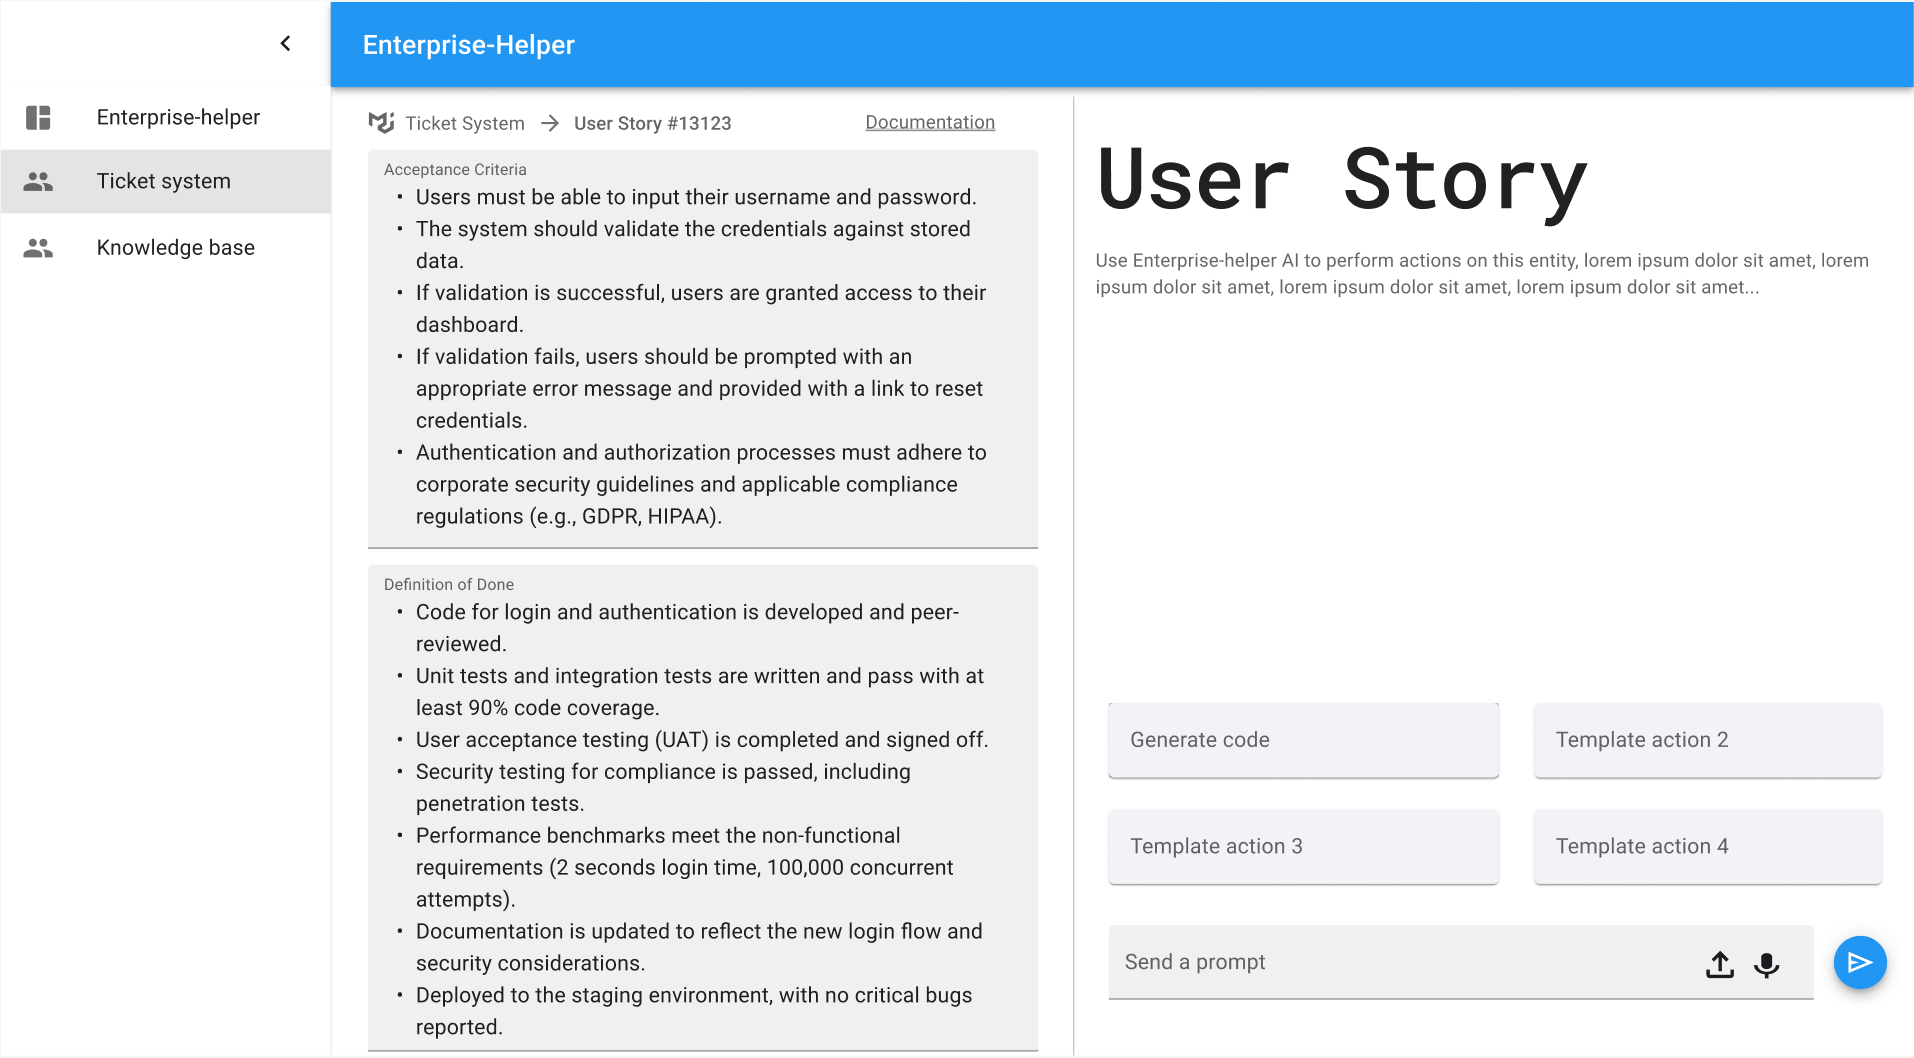 Enterprise-Helper
Enterprise-helper
Ticket system
Knowledge base
Ticket System → User Story #13123
Documentation
Acceptance Criteria
• Users must be able to input their username and password.
• The system should validate the credentials against stored
data.
• If validation is successful, users are granted access to their
dashboard.
• If validation fails, users should be prompted with an
appropriate error message and provided with a link to reset
credentials.
• Authentication and authorization processes must adhere to
corporate security guidelines and applicable compliance
regulations (e.g., GDPR, HIPAA).
Definition of Done
• Code for login and authentication is developed and peer-
reviewed.
• Unit tests and integration tests are written and pass with at
least 90% code coverage.
• User acceptance testing (UAT) is completed and signed off.
• Security testing for compliance is passed, including
penetration tests.
• Performance benchmarks meet the non-functional
requirements (2 seconds login time, 100,000 concurrent
attempts).
• Documentation is updated to reflect the new login flow and
security considerations.
• Deployed to the staging environment, with no critical bugs
reported.
User Story
Use Enterprise-helper AI to perform actions on this entity, lorem ipsum dolor sit amet, lorem
ipsum dolor sit amet, lorem ipsum dolor sit amet, lorem ipsum dolor sit amet...
Generate code
Template action 2
Template action 3
Template action 4
Send a prompt